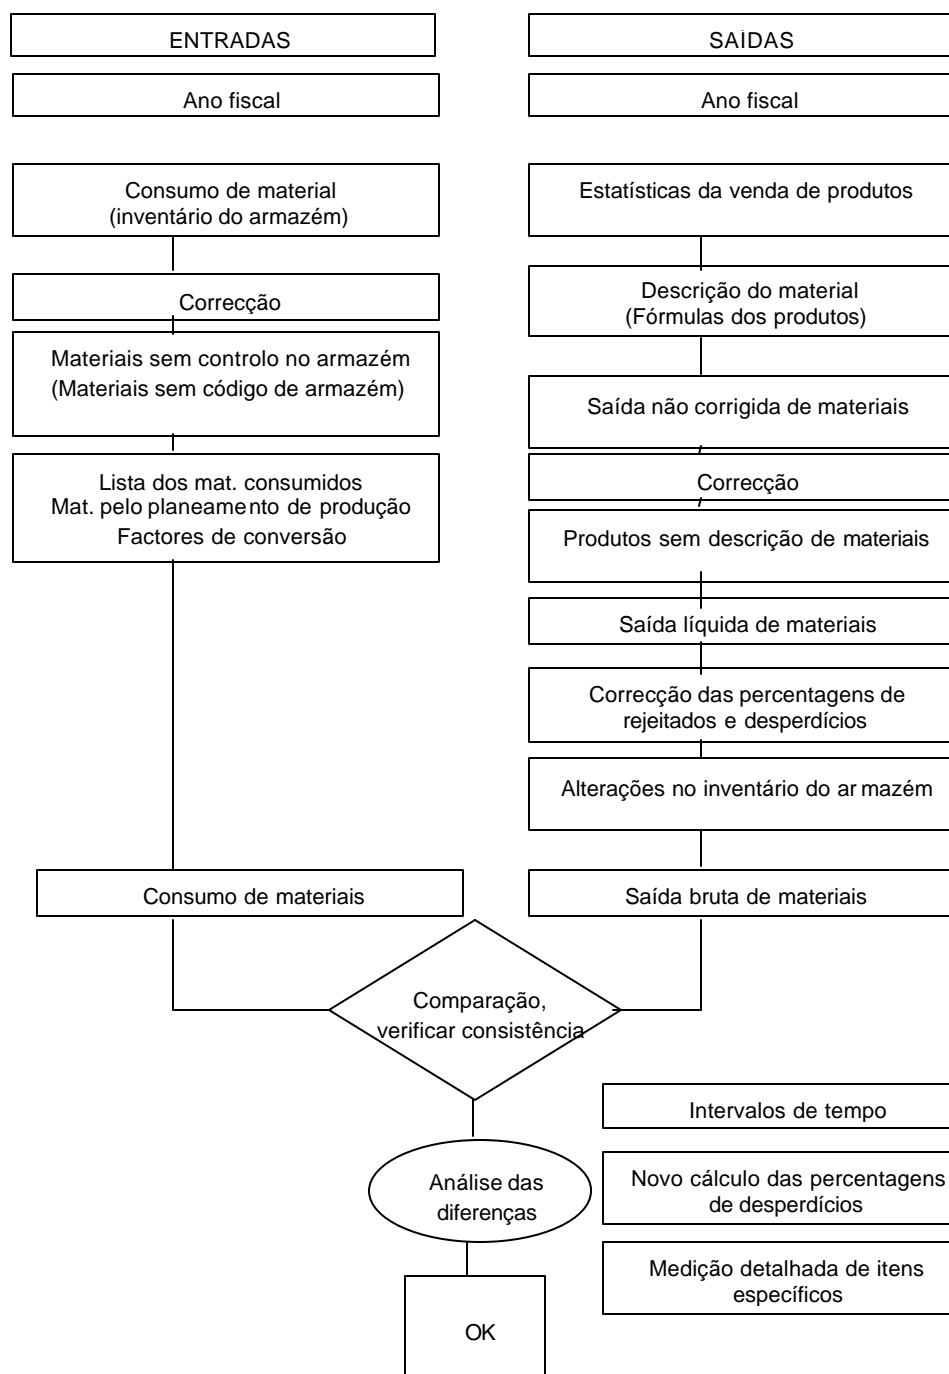 ENTRADAS
Ano fiscal
Consumo de material
(inventário do armazém)
Correcção
Materiais sem controlo no armazém
(Materiais sem código de armazém)
Lista dos mat. consumidos
Mat. pelo planeamento de produção
Factores de conversão
Consumo de materiais
SAÍDAS
Ano fiscal
Estatísticas da venda de produtos
Descrição do material
(Fórmulas dos produtos)
Saída não corrigida de materiais
Correcção
Produtos sem descrição de materiais
Saída líquida de materiais
Correcção das percentagens de
rejeitados e desperdícios
Alterações no inventário do ar mazém
Saída bruta de materiais
Comparação,
verificar consistência
Análise das
diferenças
OK
Intervalos de tempo
Novo cálculo das percentagens
de desperdícios
Medição detalhada de itens
específicos